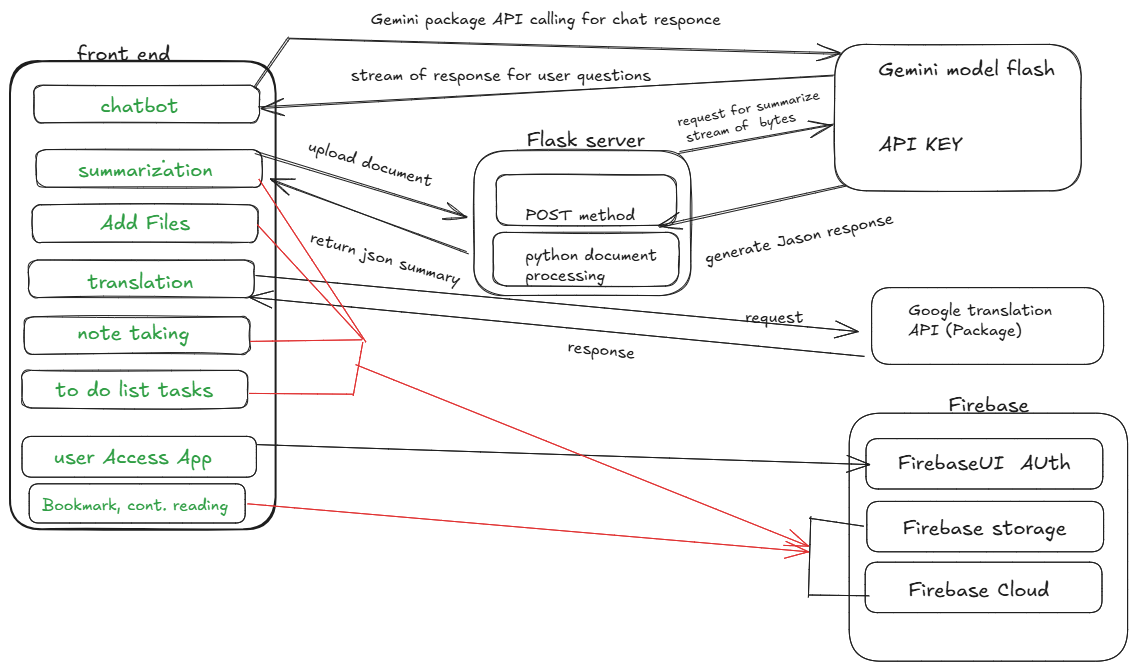 Gemini package API calling for chat responce
front end
Gemini model flash
stream of response for user questions
chatbot
request for summarize
stream of bytes
Flask server
API KEY
upload document
summarization
POST method
Add Files
generate Jason response
return json summary
python document
processing
translation
request
Google translation
API (Package)
note taking
response
to do list tasks
Firebase
user Access App
FirebaseUI AUth
Bookmark, cont. reading
Firebase storage
Firebase Cloud